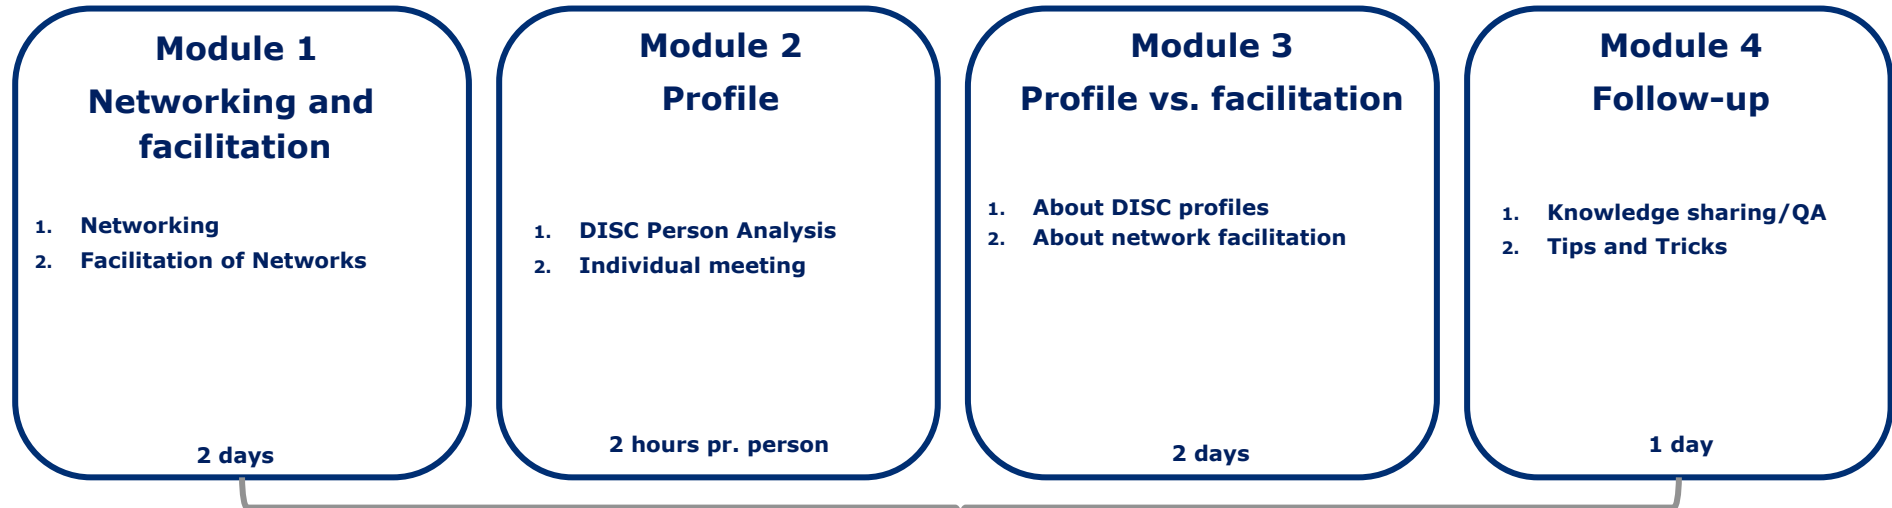 Module 1
Networking and
facilitation
1. Networking
2. Facilitation of Networks
2 days
Module 2
Profile
1. DISC Person Analysis
2. Individual meeting
2 hours pr. person
Module 3
Profile vs. facilitation
1. About DISC profiles
2. About network facilitation
2 days
Module 4
Follow-up
1. Knowledge sharing/QA
2. Tips and Tricks
1 day